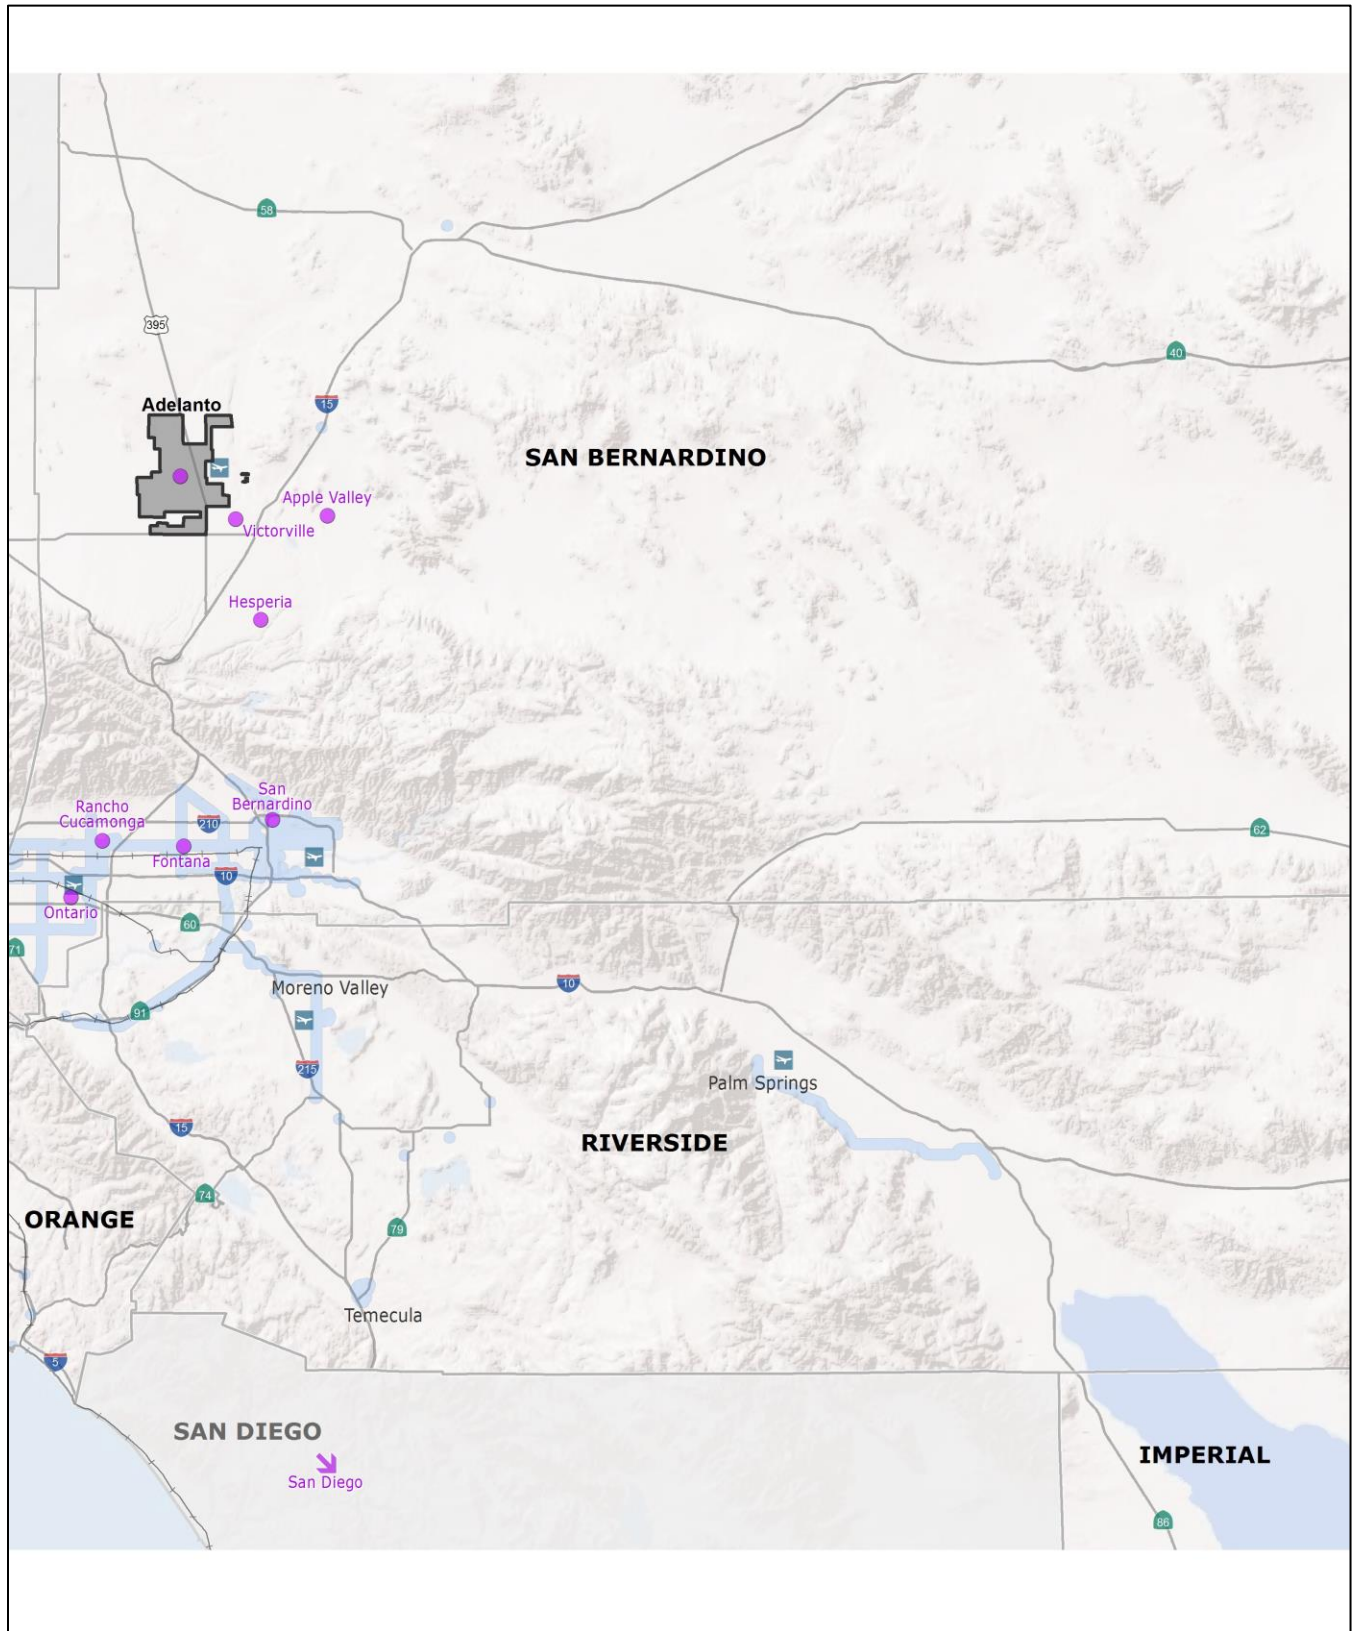 58
395
40
Adelanto
15
SAN BERNARDINO
Apple Valley
Victorville
Hesperia
San
Bernardino
Rancho
Cucamonga
210
62
Fontana
10
Ontario
60
71
Moreno Valley
10
91
215
Palm Springs
15
RIVERSIDE
74
ORANGE
79
Temecula
5
SAN DIEGO
IMPERIAL
San Diego
86